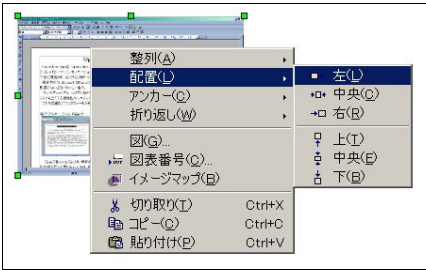 整列(A)
配置(L)
アンカー(C)
折り返し(W)
図(G)...
図表番号(C)...
イメージマップ(B)
切り取り(T) Ctrl+X
コピー(C) Ctrl+C
貼り付け(P) Ctrl+V
左(L)
中央(C)
右(R)
上(T)
中央(E)
下(B)